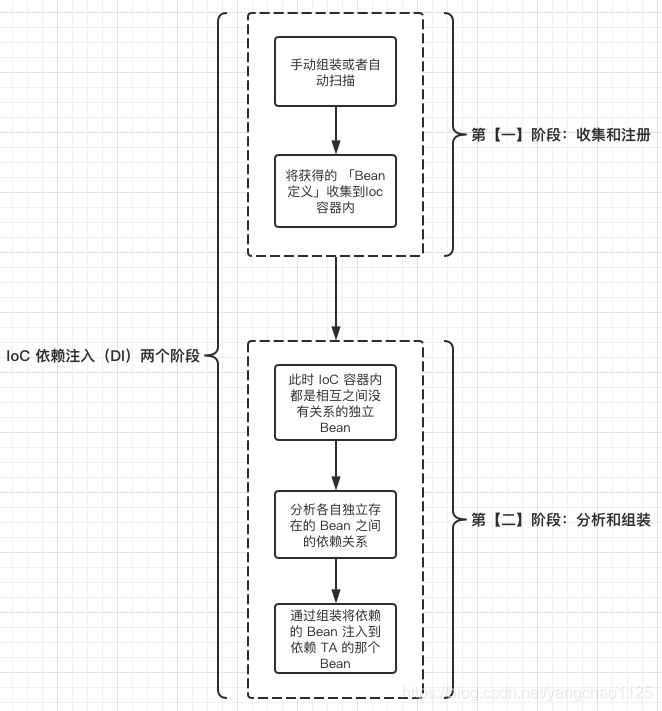 手动组装或者自
动扫描
将获得的 「Bean
定义」收集到Ioc
容器内
第【一】阶段：收集和注册
IoC 依赖注入（DI）两个阶段
此时 IoC 容器内
都是相互之间没
有关系的独立
Bean
分析各自独立存
在的 Bean 之间
的依赖关系
第【二】阶段：分析和组装
通过组装将依赖
的 Bean 注入到
依赖 TA 的那个
Bean
https://blog.csdn.net/yangchao1125